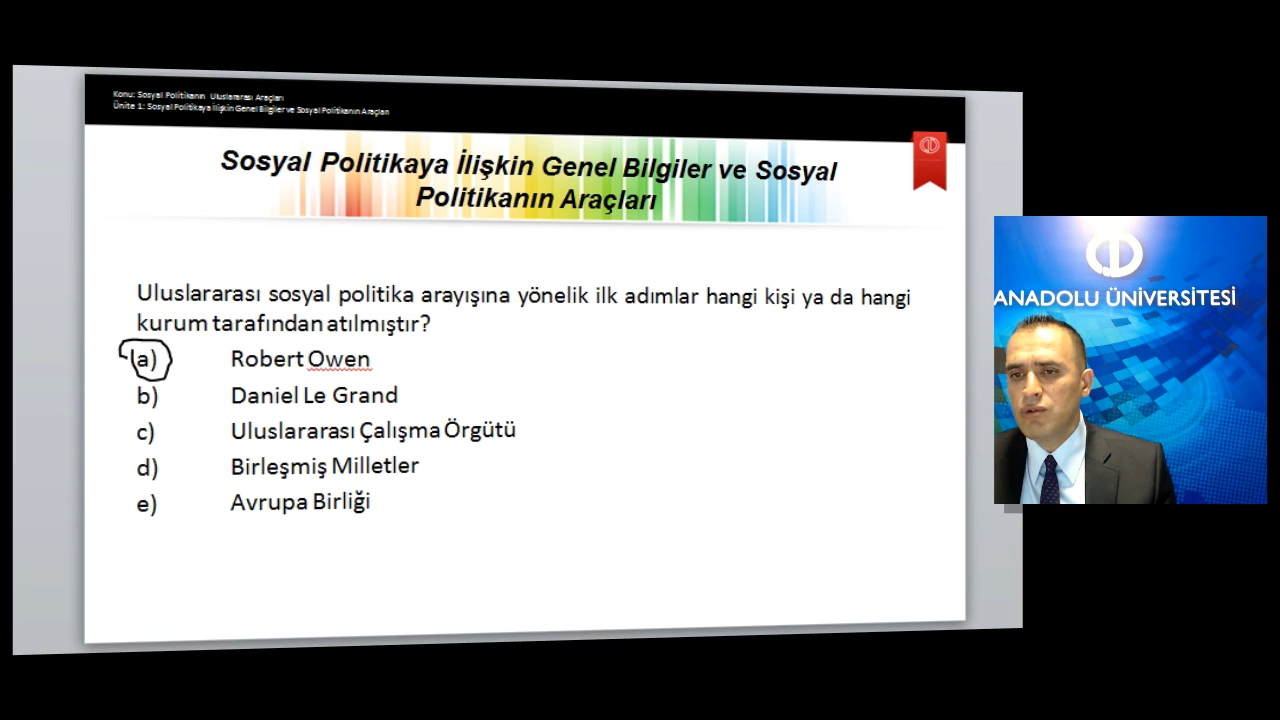 Konu: Sosyal Politikanın Uluslararası Araçları
Ünite 1: Sosyal Politikaya İlişkin Genel Bilgiler ve Sosyal Politikanın Araçları
Sosyal Politikaya İlişkin Genel Bilgiler ve Sosyal
Politikanın Araçları
Uluslararası sosyal politika arayışına yönelik ilk adımlar hangi kişi ya da hangi
kurum tarafından atılmıştır?
a) Robert Owen
b) Daniel Le Grand
c) Uluslararası Çalışma Örgütü
d) Birleşmiş Milletler
e) Avrupa Birliği
ANADOLU ÜNİVERSİTESİ